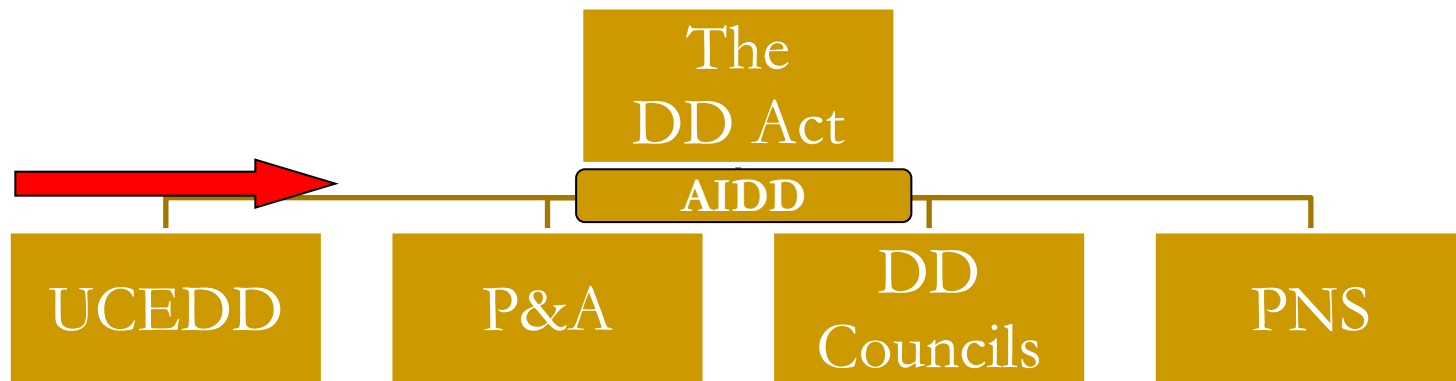 The
DD Act
AIDD
UCEDD
P&A
DD
Councils
PNS